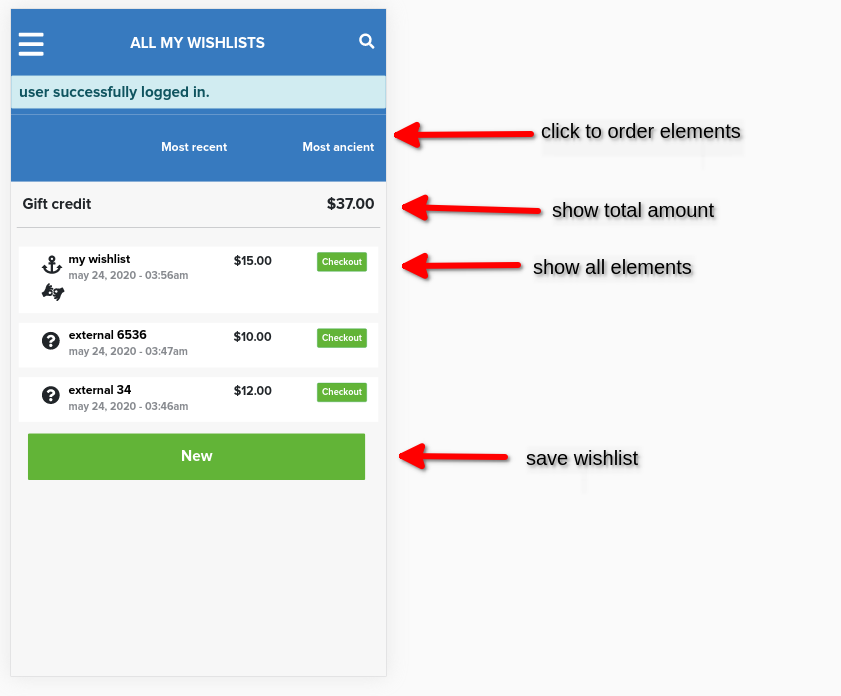 ALL MY WISHLISTS
user successfully logged in.
Most recent Most ancient
click to order elements
Gift credit $37.00
show total amount
my wishlist $15.00 Checkout
may 24, 2020 - 03:56am
show all elements
external 6536 $10.00 Checkout
may 24, 2020 - 03:47am
external 34 $12.00 Checkout
may 24, 2020 - 03:46am
New
save wishlist